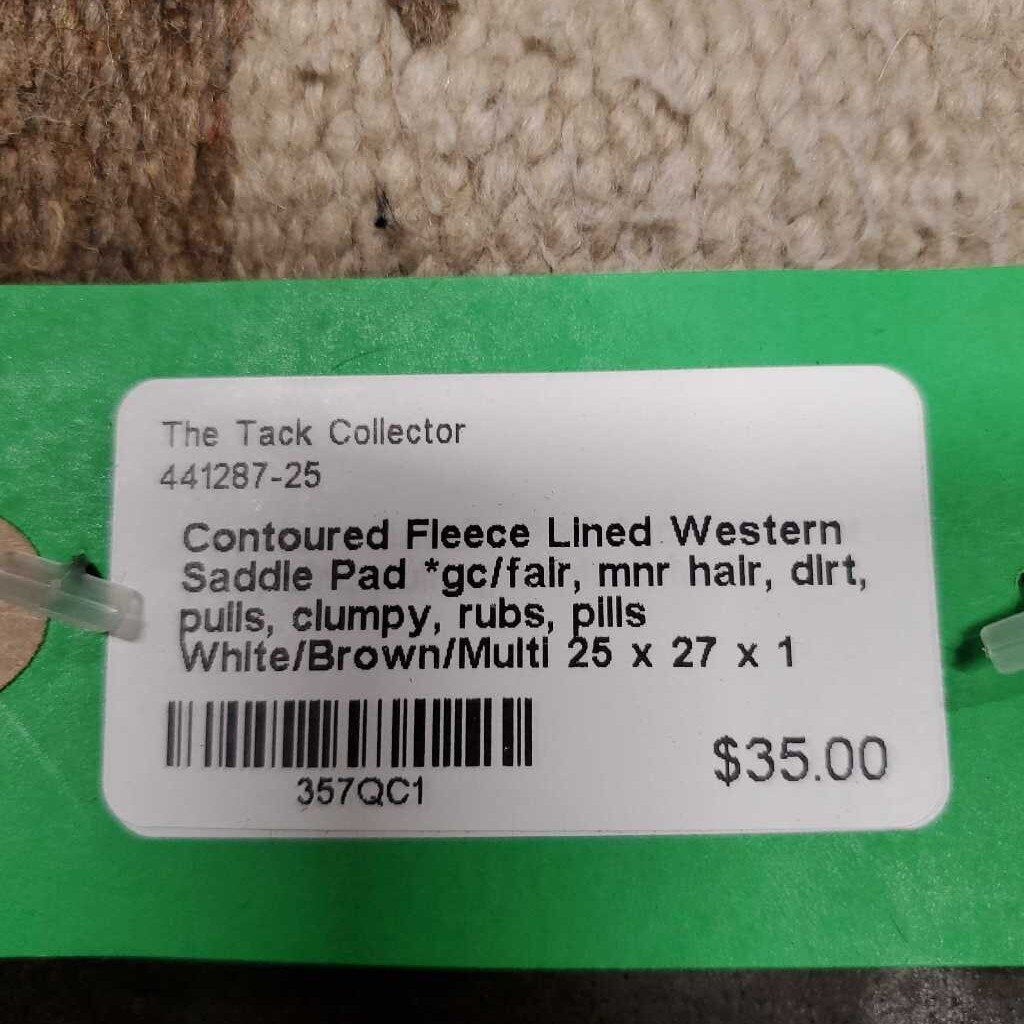 The Tack Collector
441287-25
Contoured Fleece Lined Western
Saddle Pad *gc/fair, mnr hair, dirt,
pulls, clumpy, rubs, pills
White/Brown/Multi 25 x 27 x 1
357QC1
$35.00